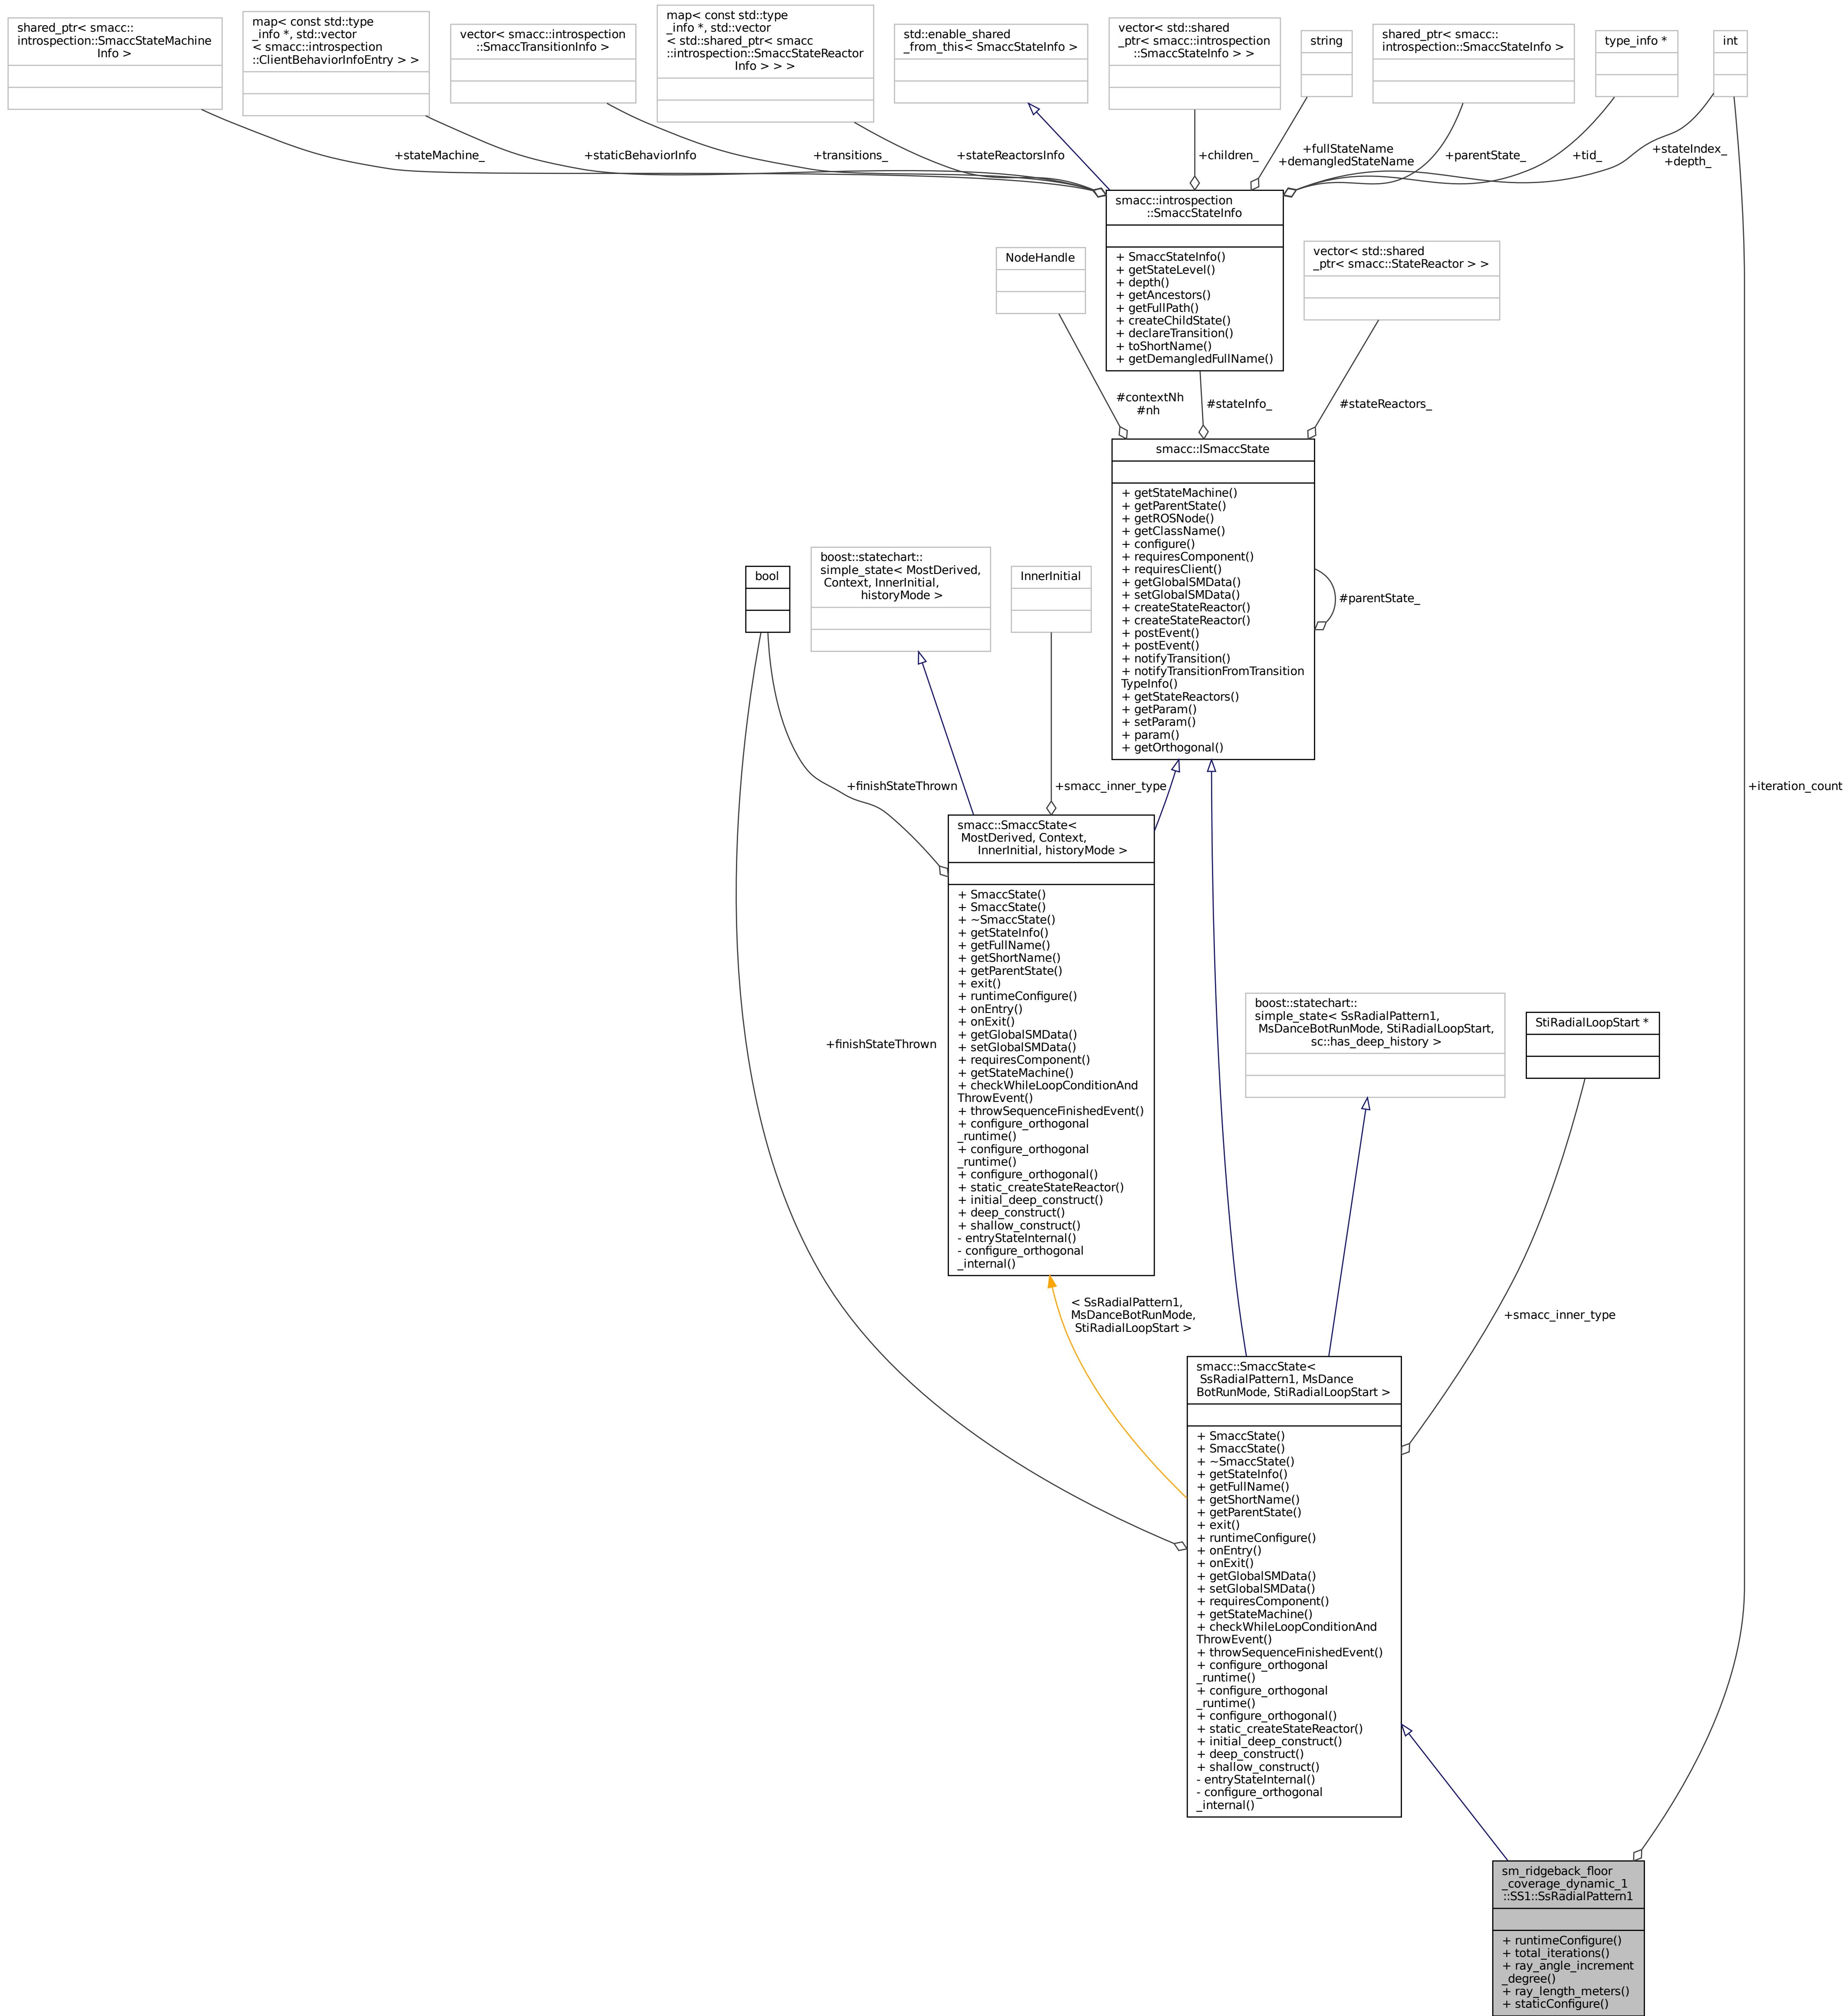 shared_ptr< smacc::
introspection::SmaccStateMachine
Info >
map< const std::type
_info *, std::vector
< smacc::introspection
::ClientBehaviorInfoEntry > >
vector< smacc::introspection
::SmaccTransitionInfo >
map< const std::type
_info *, std::vector
< std::shared_ptr< smacc
::introspection::SmaccStateReactor
Info > > >
std::enable_shared
_from_this< SmaccStateInfo >
vector< std::shared
_ptr< smacc::introspection
::SmaccStateInfo > >
string
shared_ptr< smacc::
introspection::SmaccStateInfo >
type_info *
int
+stateMachine_
+staticBehaviorInfo
+transitions_
+stateReactorsInfo
+children_
+fullStateName
+demangledStateName
+parentState_
+tid_
+stateIndex_
+depth_
smacc::introspection
::SmaccStateInfo
+ SmaccStateInfo()
+ getStateLevel()
+ depth()
+ getAncestors()
+ getFullPath()
+ createChildState()
+ declareTransition()
+ toShortName()
+ getDemangledFullName()
NodeHandle
vector< std::shared
_ptr< smacc::StateReactor > >
#contextNh
#nh
#stateInfo_
#stateReactors_
smacc::ISmaccState
+ getStateMachine()
+ getParentState()
+ getROSNode()
+ getClassName()
+ configure()
+ requiresComponent()
+ requiresClient()
+ getGlobalSMData()
+ setGlobalSMData()
+ createStateReactor()
+ createStateReactor()
+ postEvent()
+ postEvent()
+ notifyTransition()
+ notifyTransitionFromTransition
TypeInfo()
+ getStateReactors()
+ getParam()
+ setParam()
+ param()
+ getOrthogonal()
#parentState_
bool
boost::statechart::
simple_state< MostDerived,
Context, InnerInitial,
historyMode >
InnerInitial
+finishStateThrown
+smacc_inner_type
+iteration_count
smacc::SmaccState<
MostDerived, Context,
InnerInitial, historyMode >
+ SmaccState()
+ SmaccState()
+ ~SmaccState()
+ getStateInfo()
+ getFullName()
+ getShortName()
+ getParentState()
+ exit()
+ runtimeConfigure()
+ onEntry()
+ onExit()
+ getGlobalSMData()
+ setGlobalSMData()
+ requiresComponent()
+ getStateMachine()
+ checkWhileLoopConditionAnd
ThrowEvent()
+ throwSequenceFinishedEvent()
+ configure_orthogonal
_runtime()
+ configure_orthogonal
_runtime()
+ configure_orthogonal()
+ static_createStateReactor()
+ initial_deep_construct()
+ deep_construct()
+ shallow_construct()
- entryStateInternal()
- configure_orthogonal
_internal()
+finishStateThrown
boost::statechart::
simple_state< SsRadialPattern1,
MsDanceBotRunMode, StiRadialLoopStart,
sc::has_deep_history >
StiRadialLoopStart *
< SsRadialPattern1,
MsDanceBotRunMode,
StiRadialLoopStart >
+smacc_inner_type
smacc::SmaccState<
SsRadialPattern1, MsDance
BotRunMode, StiRadialLoopStart >
+ SmaccState()
+ SmaccState()
+ ~SmaccState()
+ getStateInfo()
+ getFullName()
+ getShortName()
+ getParentState()
+ exit()
+ runtimeConfigure()
+ onEntry()
+ onExit()
+ getGlobalSMData()
+ setGlobalSMData()
+ requiresComponent()
+ getStateMachine()
+ checkWhileLoopConditionAnd
ThrowEvent()
+ throwSequenceFinishedEvent()
+ configure_orthogonal
_runtime()
+ configure_orthogonal
_runtime()
+ configure_orthogonal()
+ static_createStateReactor()
+ initial_deep_construct()
+ deep_construct()
+ shallow_construct()
- entryStateInternal()
- configure_orthogonal
_internal()
sm_ridgeback_floor
_coverage_dynamic_1
::SS1::SsRadialPattern1
+ runtimeConfigure()
+ total_iterations()
+ ray_angle_increment
_degree()
+ ray_length_meters()
+ staticConfigure()